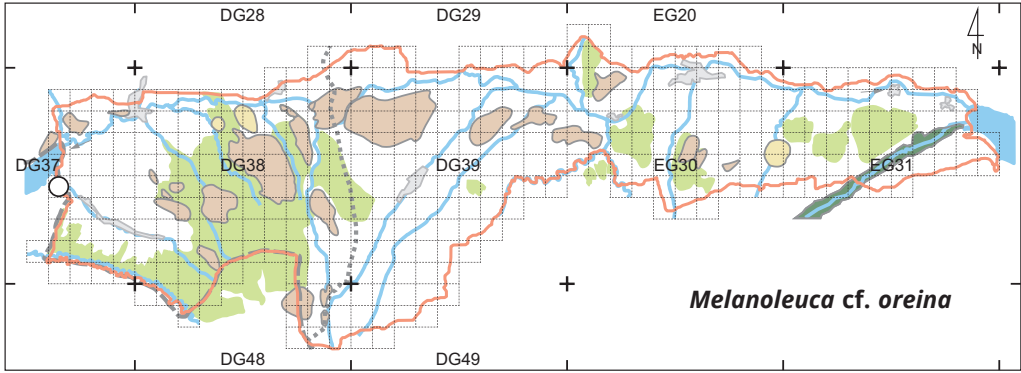 DG28 DG29 EG20
N
DG37 DG38 DG39 EG30 EG31
Melanoleuca cf. oreina
DG48 DG49